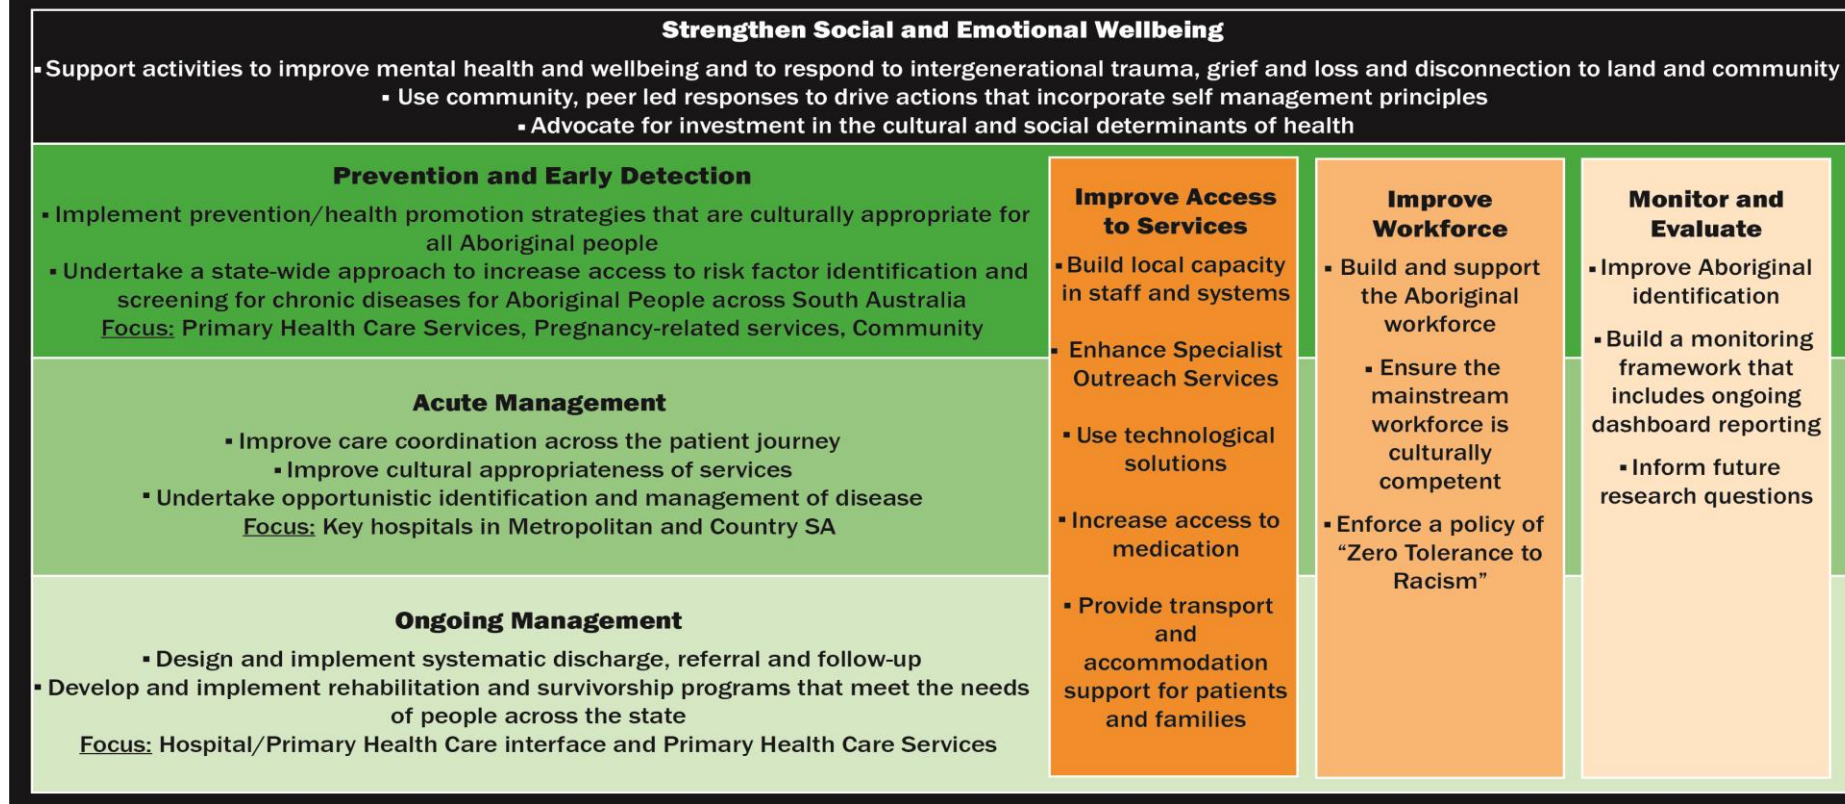 Strengthen Social and Emotional Wellbeing
▪ Support activities to improve mental health and wellbeing and to respond to intergenerational trauma, grief and loss and disconnection to land and community
▪ Use community, peer led responses to drive actions that incorporate self management principles
▪ Advocate for investment in the cultural and social determinants of health
Prevention and Early Detection
▪ Implement prevention/health promotion strategies that are culturally appropriate for
all Aboriginal people
▪ Undertake a state-wide approach to increase access to risk factor identification and
screening for chronic diseases for Aboriginal People across South Australia
Focus: Primary Health Care Services, Pregnancy-related services, Community
Acute Management
▪ Improve care coordination across the patient journey
▪ Improve cultural appropriateness of services
▪ Undertake opportunistic identification and management of disease
Focus: Key hospitals in Metropolitan and Country SA
Ongoing Management
▪ Design and implement systematic discharge, referral and follow-up
▪ Develop and implement rehabilitation and survivorship programs that meet the needs
of people across the state
Focus: Hospital/Primary Health Care interface and Primary Health Care Services
Improve Access
to Services
▪ Build local capacity
in staff and systems
▪ Enhance Specialist
Outreach Services
▪ Use technological
solutions
▪ Increase access to
medication
▪ Provide transport
and
accommodation
support for patients
and families
Improve
Workforce
▪ Build and support
the Aboriginal
workforce
▪ Ensure the
mainstream
workforce is
culturally
competent
▪ Enforce a policy of
“Zero Tolerance to
Racism”
Monitor and
Evaluate
▪ Improve Aboriginal
identification
▪ Build a monitoring
framework that
includes ongoing
dashboard reporting
▪ Inform future
research questions